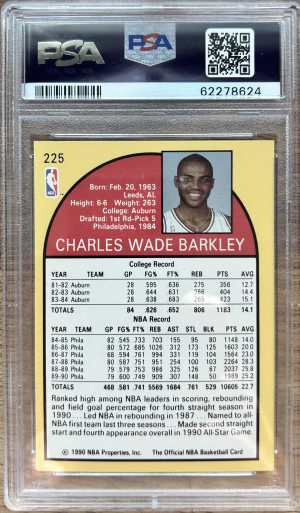 PSA
PSA
62278624
225
NBA
Born: Feb. 20, 1963
Leeds, AL
Height: 6-6 Weight: 263
College: Auburn
Drafted: 1st Rd-Pick 5
Philadelphia, 1984
CHARLES WADE BARKLEY
College Record
YEAR TEAM GP FG% FT% REB PTS AVG
81-82 Auburn 28 .595 .636 275 356 12.7
82-83 Auburn 28 .644 .631 266 404 14.4
83-84 Auburn 28 .638 .683 265 423 15.1
TOTALS 84 .626 .652 806 1183 14.1
NBA Record
YEAR TEAM GP FG% FT% REB AST STL BLK PTS AVG
84-85 Phila 82 .545 .733 703 155 95 80 1148 14.0
85-86 Phila 80 .572 .685 1026 312 173 125 1603 20.0
86-87 Phila 68 .594 .761 994 331 119 104 1564 23.0
87-88 Phila 80 .587 .751 951 254 100 103 2264 28.3
88-89 Phila 79 .579 .753 986 325 126 67 2037 25.8
89-90 Phila 79 .600 .749 909 307 148 50 1989 25.2
TOTALS 468 .581 .741 5569 1684 761 529 10605 22.7
Ranked high among NBA leaders in scoring, rebounding
and field goal percentage for fourth straight season in
1990 . . . Led NBA in rebounding in 1987 . . . Named to all-
NBA first team last three seasons . . . Made second straight
start and fourth appearance overall in 1990 All-Star Game.
© 1990 NBA Properties, Inc. The Official NBA Basketball Card